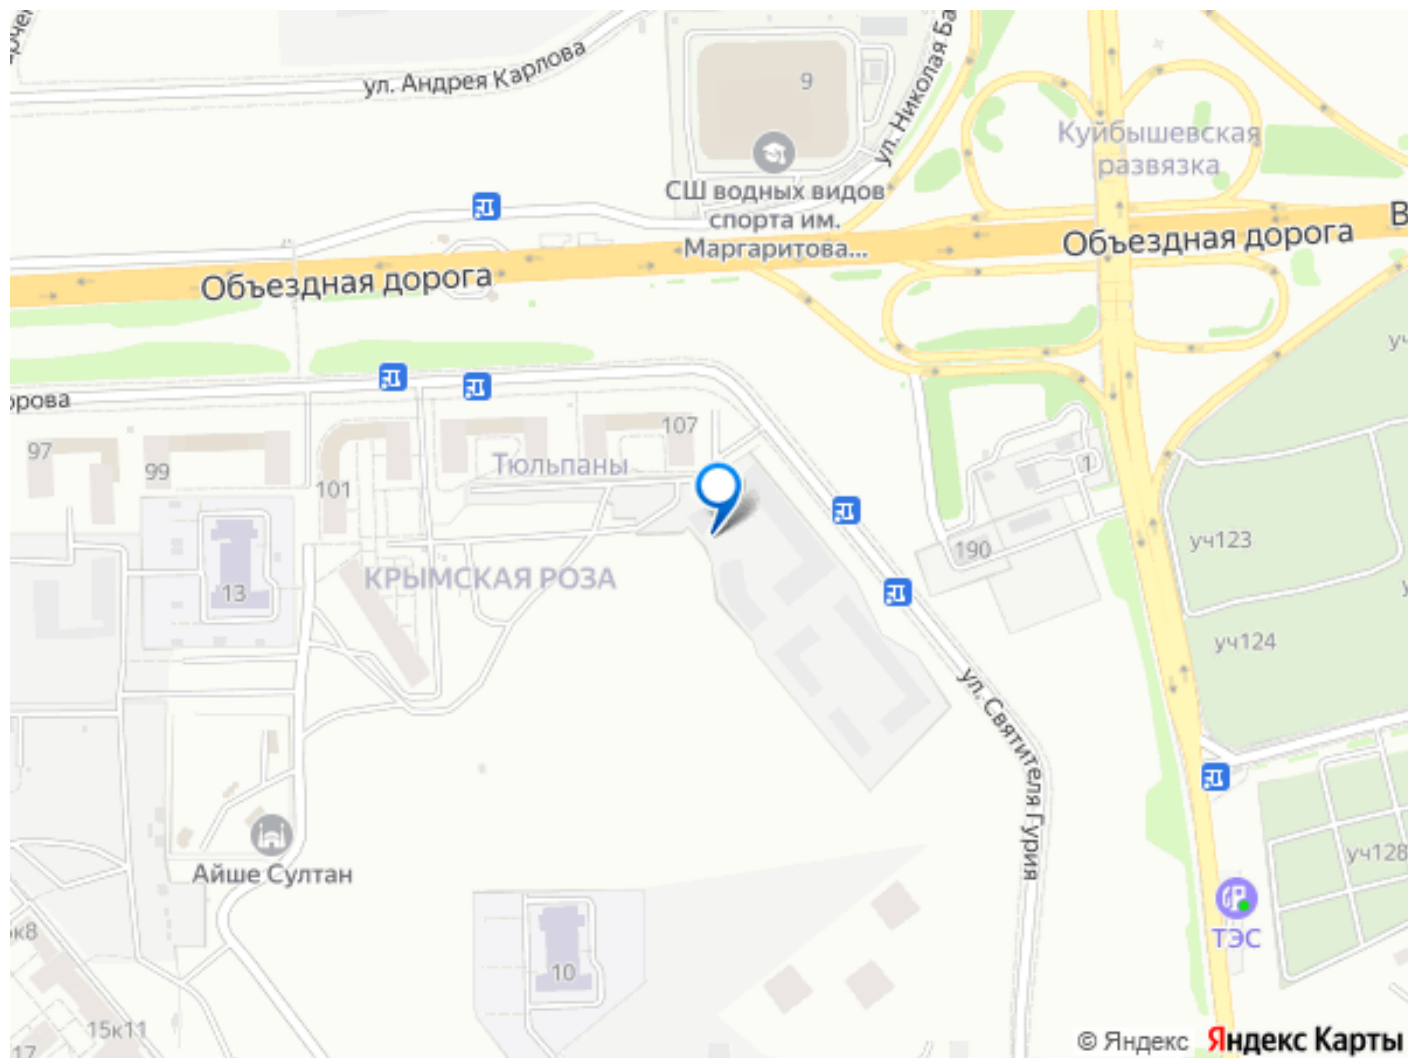 ул. Андрея Карлова
9
ул. Николая Ба
Куйбышевская
развязка
СШ водных видов
спорта им.
Маргаритова...
В
Объездная дорога
Объездная дорога
орова
97
99
101
107
Тюльпаны
1
190
уч123
13
КРЫМСКАЯ РОЗА
уч124
ул. Святителя Гурия
Айше Султан
уч128
ТЭС
10
15к11
17
© Яндекс
Яндекс Карты